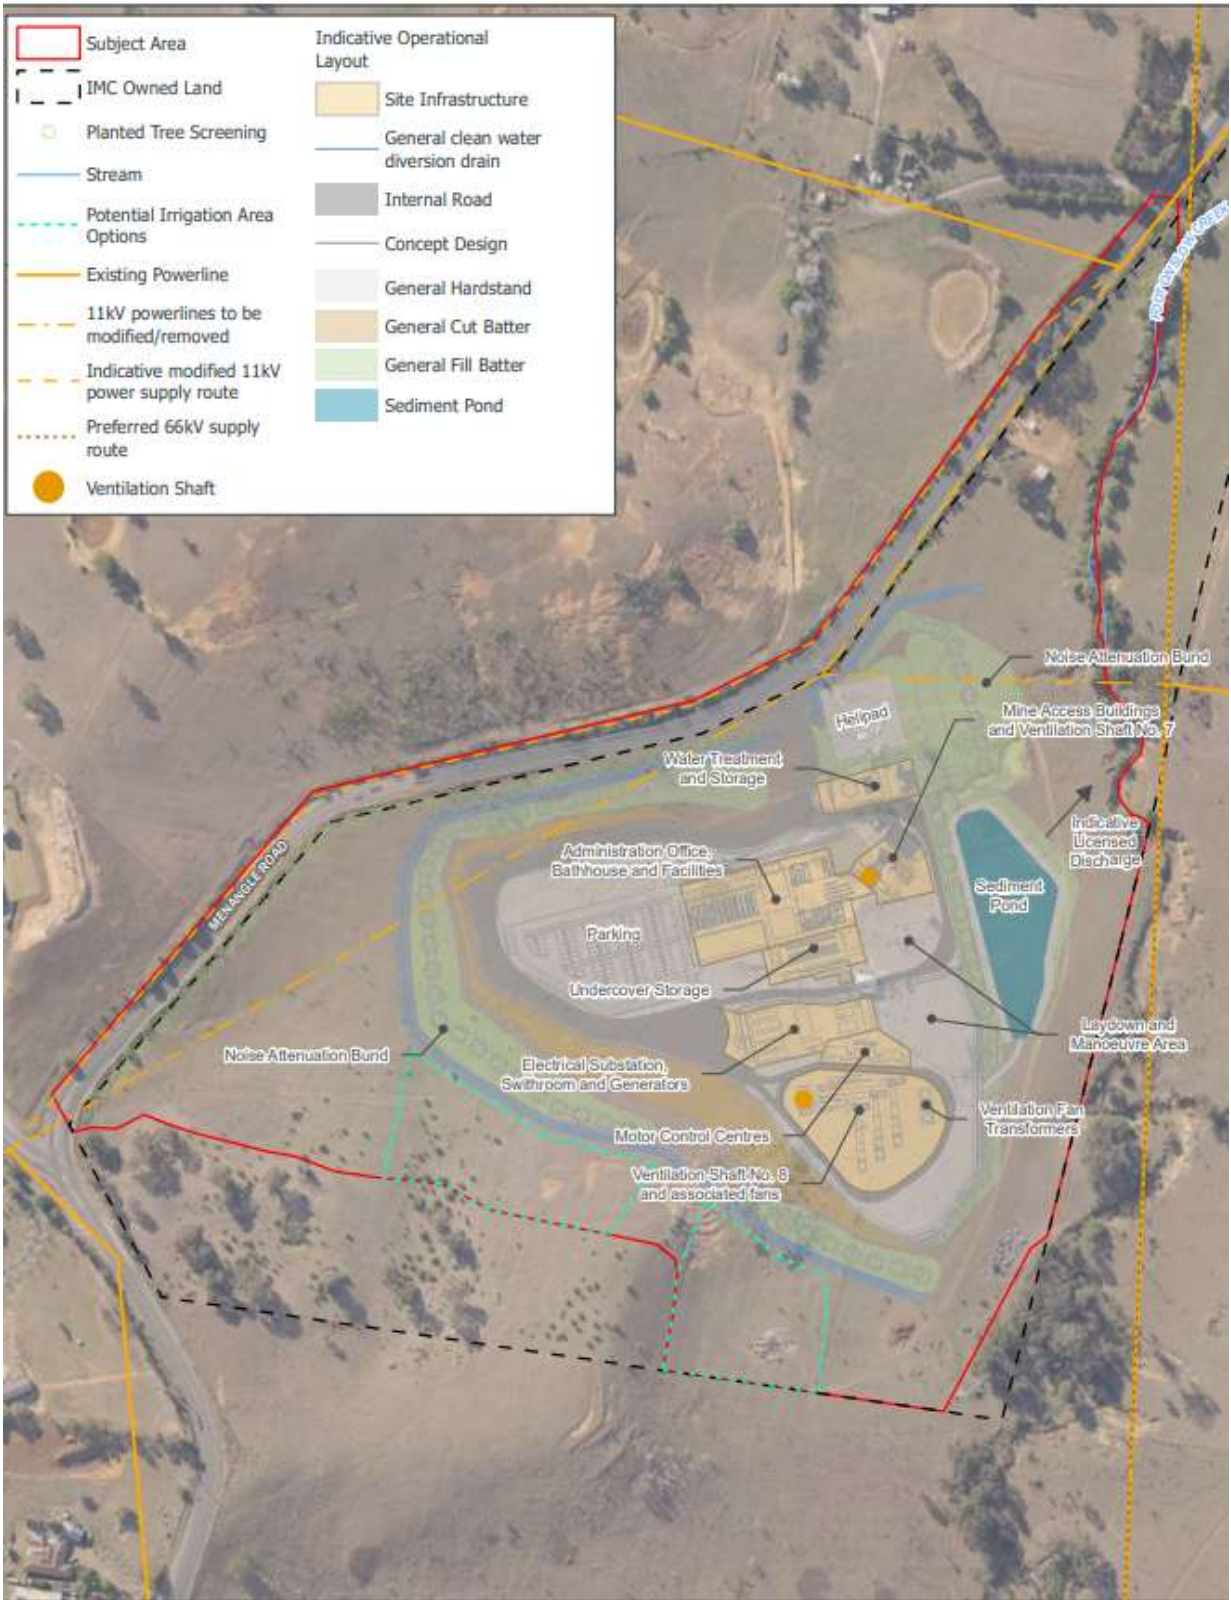 Subject Area
IMC Owned Land
Planted Tree Screening
Stream
Potential Irrigation Area
Options
Existing Powerline
11kV powerlines to be
modified/removed
Indicative modified 11kV
power supply route
Preferred 66kV supply
route
Ventilation Shaft
Indicative Operational
Layout
Site Infrastructure
General clean water
diversion drain
Internal Road
Concept Design
General Hardstand
General Cut Batter
General Fill Batter
Sediment Pond
FOOT ONSLOW CREEK
Noise Attenuation Bund
Mine Access Buildings
and Ventilation Shaft No. 7
Helipad
Water Treatment
and Storage
Indicative
Licensed
Discharge
MENANGLE ROAD
Administration Office,
Bathhouse and Facilities
Sediment
Pond
Parking
Undercover Storage
Laydown and
Manoeuvre Area
Noise Attenuation Bund
Electrical Substation,
Swithroom and Generators
Ventilation Fan
Transformers
Motor Control Centres
Ventilation Shaft No. 8
and associated fans